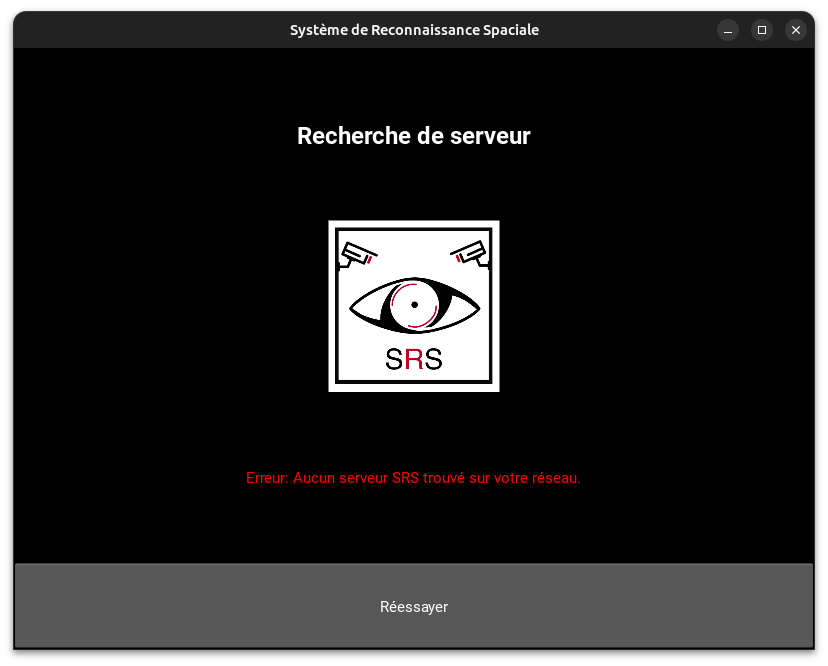 Système de Reconnaissance Spaciale
Recherche de serveur
SRS
Erreur: Aucun serveur SRS trouvé sur votre réseau.
Réessayer